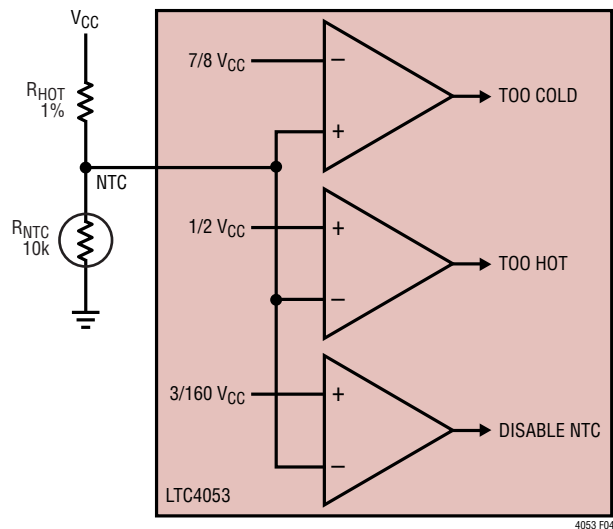 VCC
RHOT
1%
NTC
RNTC
10k
7/8 VCC
−
+
TOO COLD
1/2 VCC
+
−
TOO HOT
3/160 VCC
+
−
DISABLE NTC
LTC4053
4053 F04